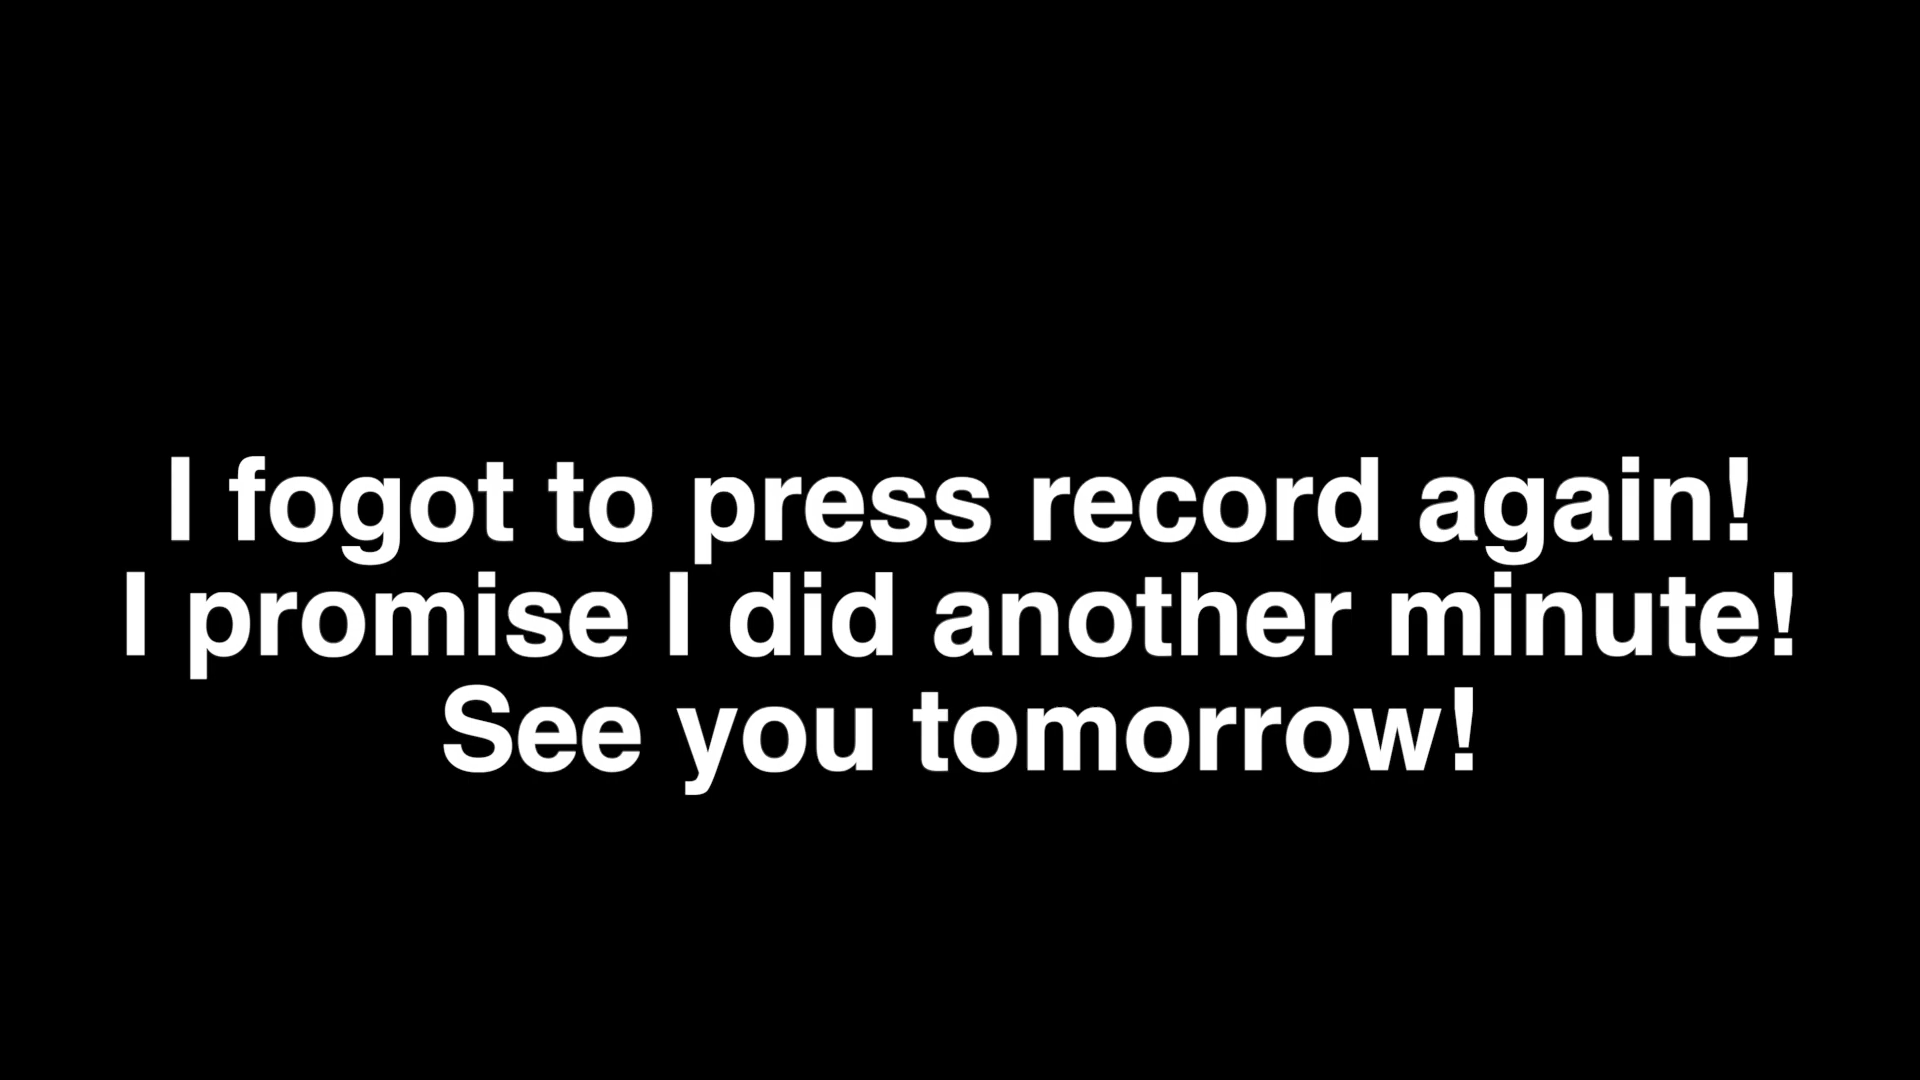 I fogot to press record again!
I promise I did another minute!
See you tomorrow!